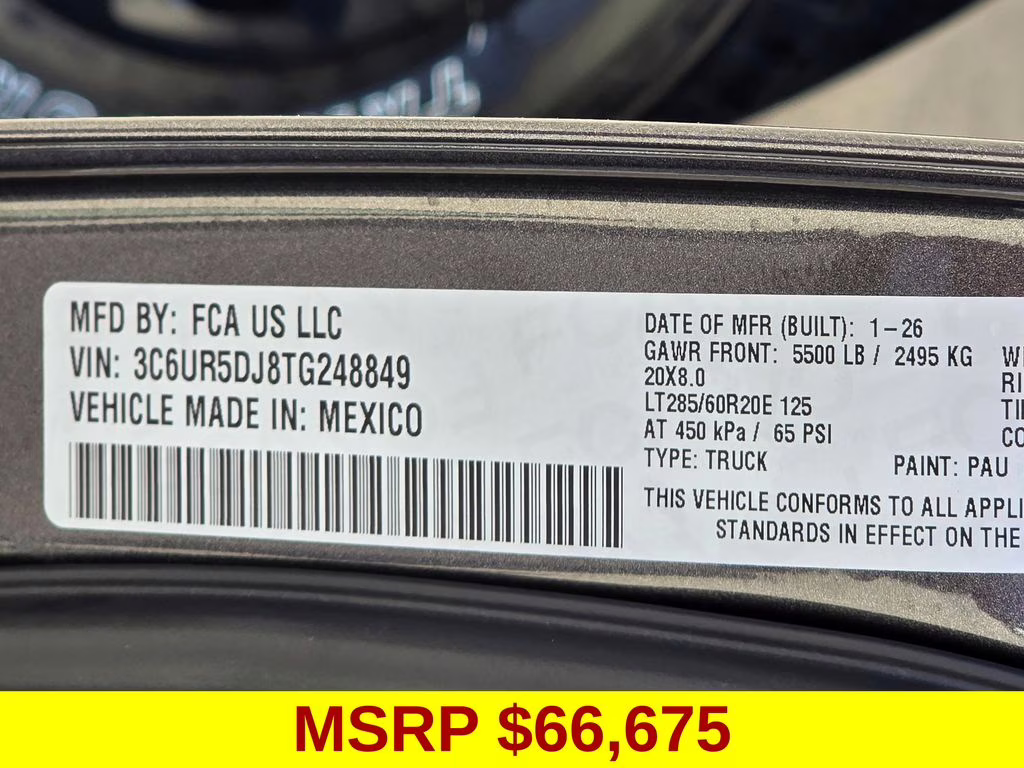 MFD BY: FCA US LLC
VIN: 3C6UR5DJ8TG248849
VEHICLE MADE IN: MEXICO
DATE OF MFR (BUILT): 1-26
GAWR FRONT: 5500 LB / 2495 KG
20X8.0
LT285/60R20E 125
AT 450 kPa / 65 PSI
TYPE: TRUCK
PAINT: PAU
THIS VEHICLE CONFORMS TO ALL APPLI
STANDARDS IN EFFECT ON THE
MSRP $66,675